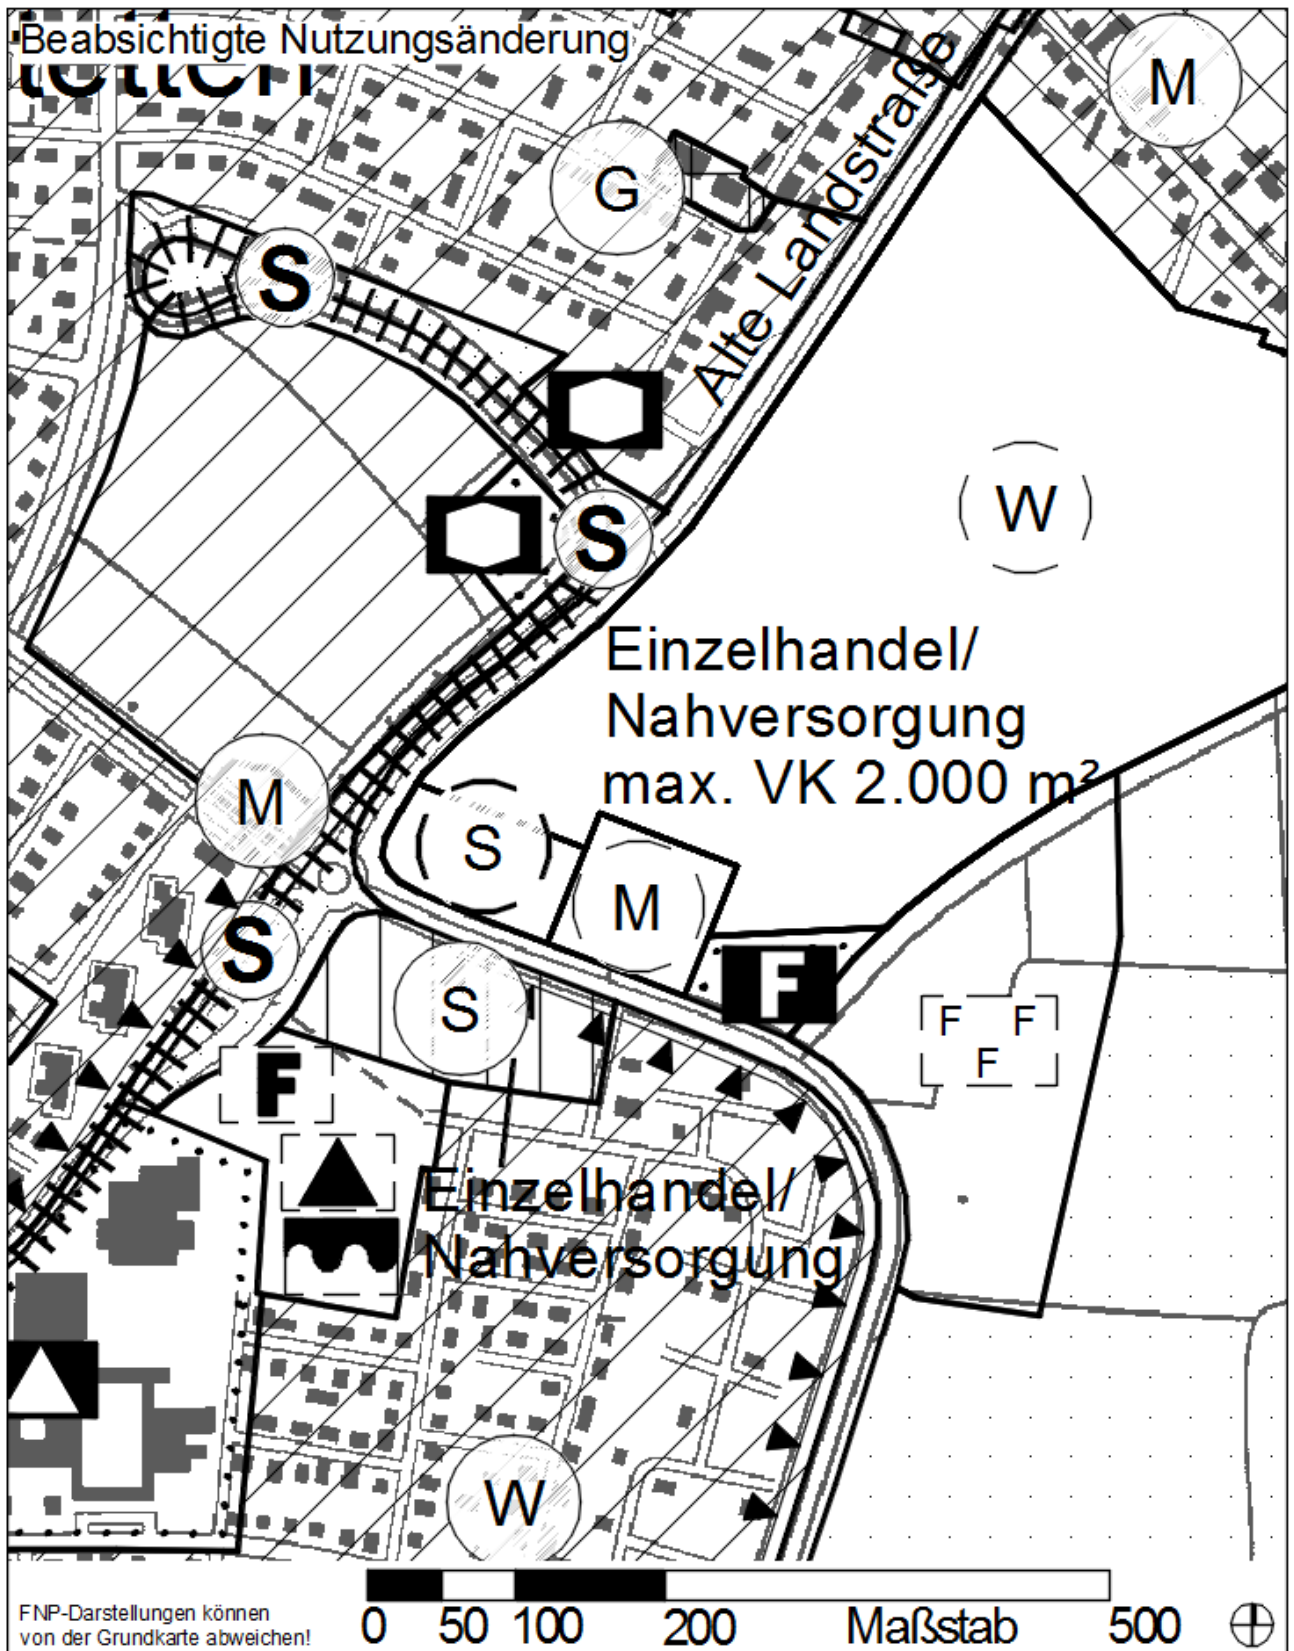 Beabsichtigte Nutzungsänderung
tetten
M
Alte Landstraße
G
S
W
S
Einzelhandel/
Nahversorgung
max. VK 2.000 m²
M
S
M
S
F
S
F F
F
F
Einzelhandel/
Nahversorgung
W
FNP-Darstellungen können
von der Grundkarte abweichen!
0 50 100 200 Maßstab 500